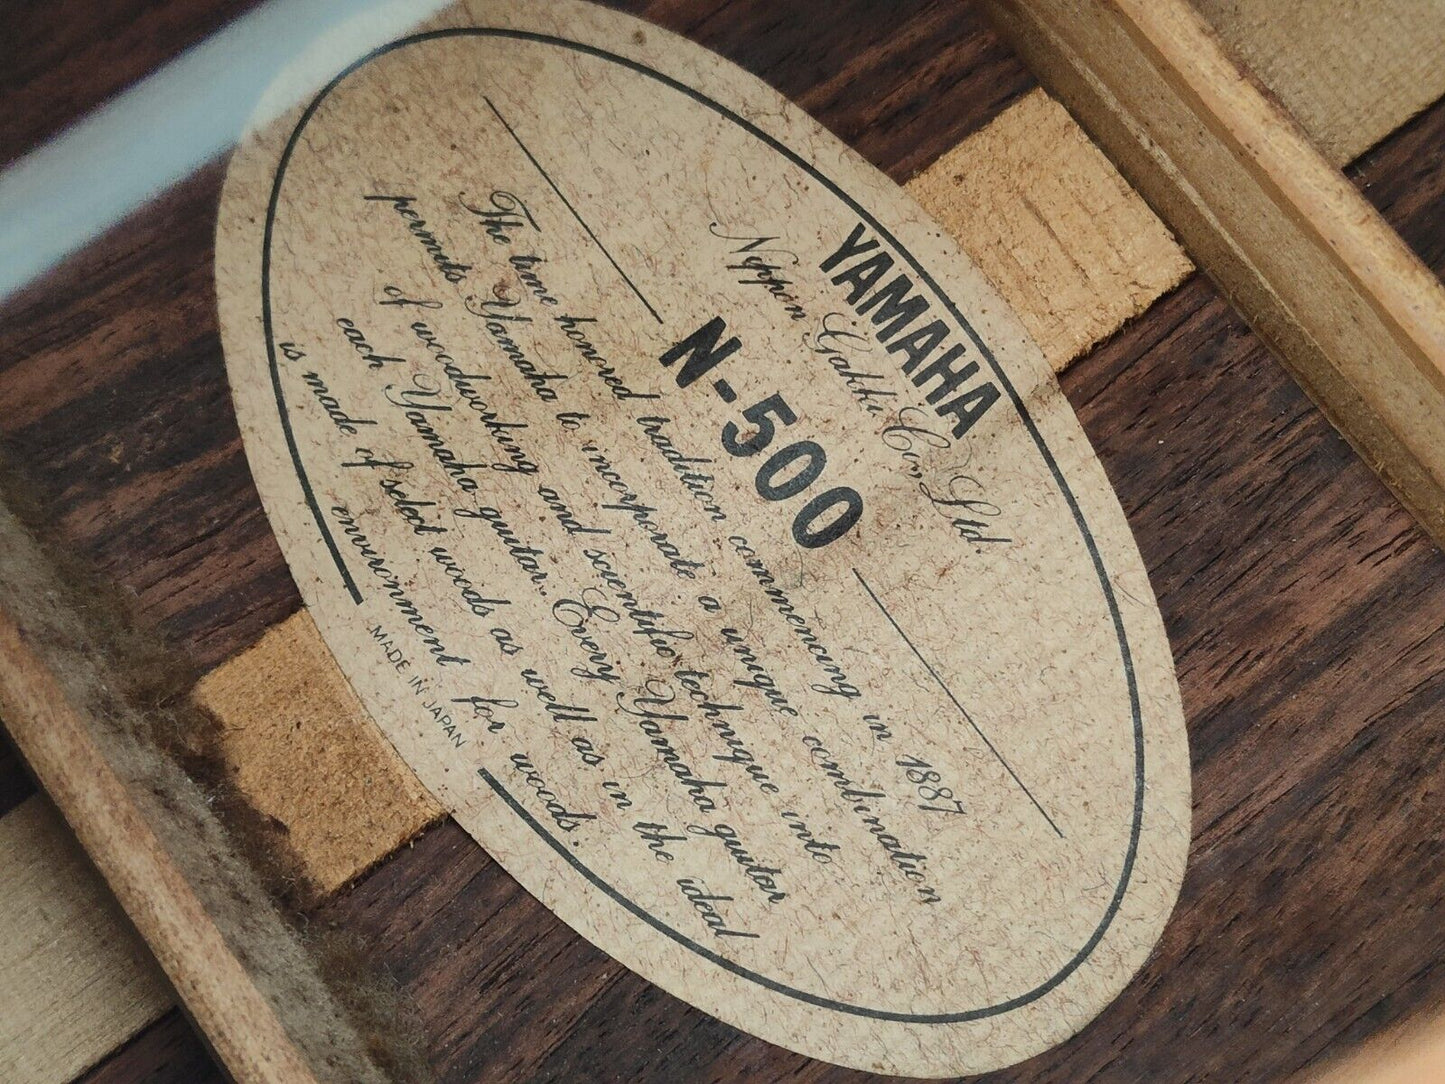 YAMAHA
Nippon Gakki Co., Ltd.
N-500
The time honored tradition commencing in 1887
permits Yamaha to incorporate a unique combination
of woodworking and scientific technique into
each Yamaha guitar. Every Yamaha guitar
is made of select woods as well as in the ideal
environment for woods.
MADE IN JAPAN